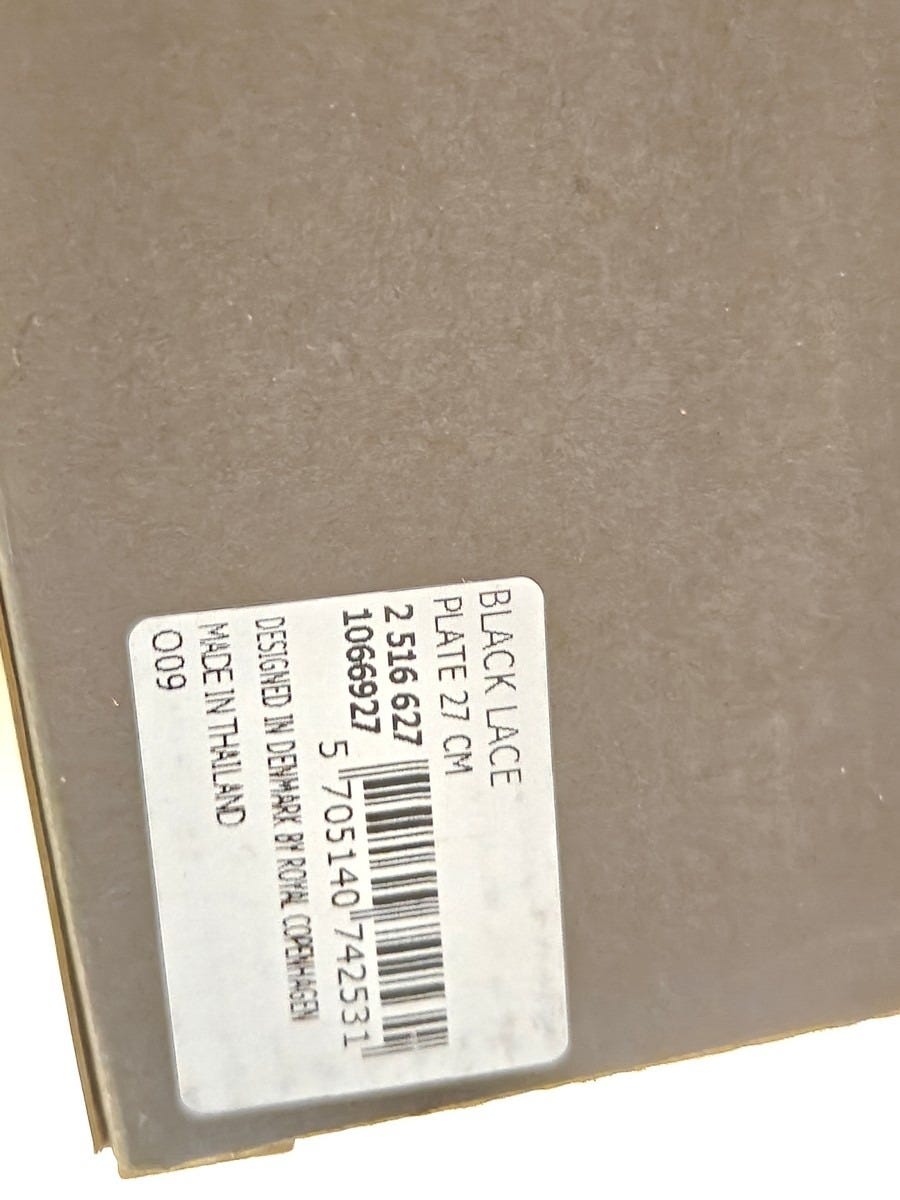 BLACK LACE
PLATE 27 CM
2 516 627
1066927
5 705140 742531
DESIGNED IN DENMARK BY ROYAL COPENHAGEN
MADE IN THAILAND
O09